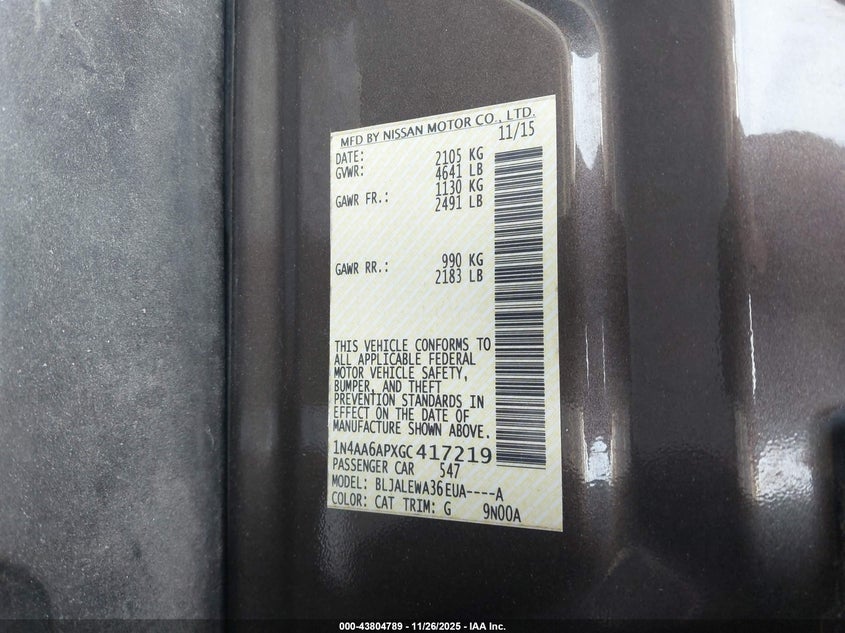 MFD BY NISSAN MOTOR CO., LTD.
DATE: 11/15
GVWR: 2105 KG
4641 LB
GAWR FR.: 1130 KG
2491 LB
GAWR RR.: 990 KG
2183 LB
THIS VEHICLE CONFORMS TO
ALL APPLICABLE FEDERAL
MOTOR VEHICLE SAFETY,
BUMPER, AND THEFT
PREVENTION STANDARDS IN
EFFECT ON THE DATE OF
MANUFACTURE SHOWN ABOVE.
1N4AA6APXGC417219
PASSENGER CAR 547
MODEL: BLJALEWA36EUA----A
COLOR: CAT TRIM: G 9N00A
000-43804789 - 11/26/2025 - IAA Inc.